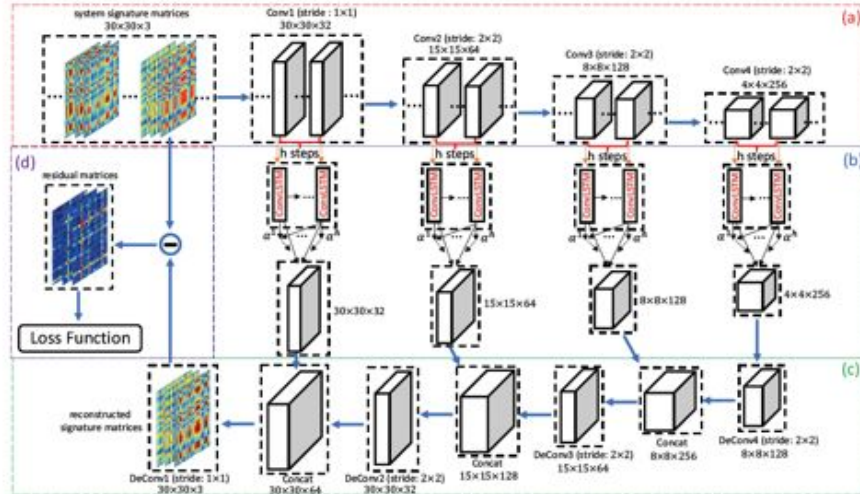 system signature matrices
30×30×3
Conv1 (stride : 1×1)
30×30×32
Conv2 (stride: 2×2)
15×15×64
Conv3 (stride: 2×2)
8×8×128
Conv4 (stride: 2×2)
4×4×256
(a)
(d)
residual matrices
Loss Function
(b)
h steps
h steps
h steps
h steps
ConvLSTM
ConvLSTM
ConvLSTM
ConvLSTM
ConvLSTM
ConvLSTM
ConvLSTM
ConvLSTM
30×30×32
15×15×64
8×8×128
4×4×256
(c)
reconstructed
signature matrices
DeConv1 (stride: 1×1)
30×30×3
Concat
30×30×64
DeConv2 (stride: 2×2)
30×30×32
Concat
15×15×128
DeConv3 (stride: 2×2)
15×15×64
Concat
8×8×256
DeConv4 (stride: 2×2)
8×8×128